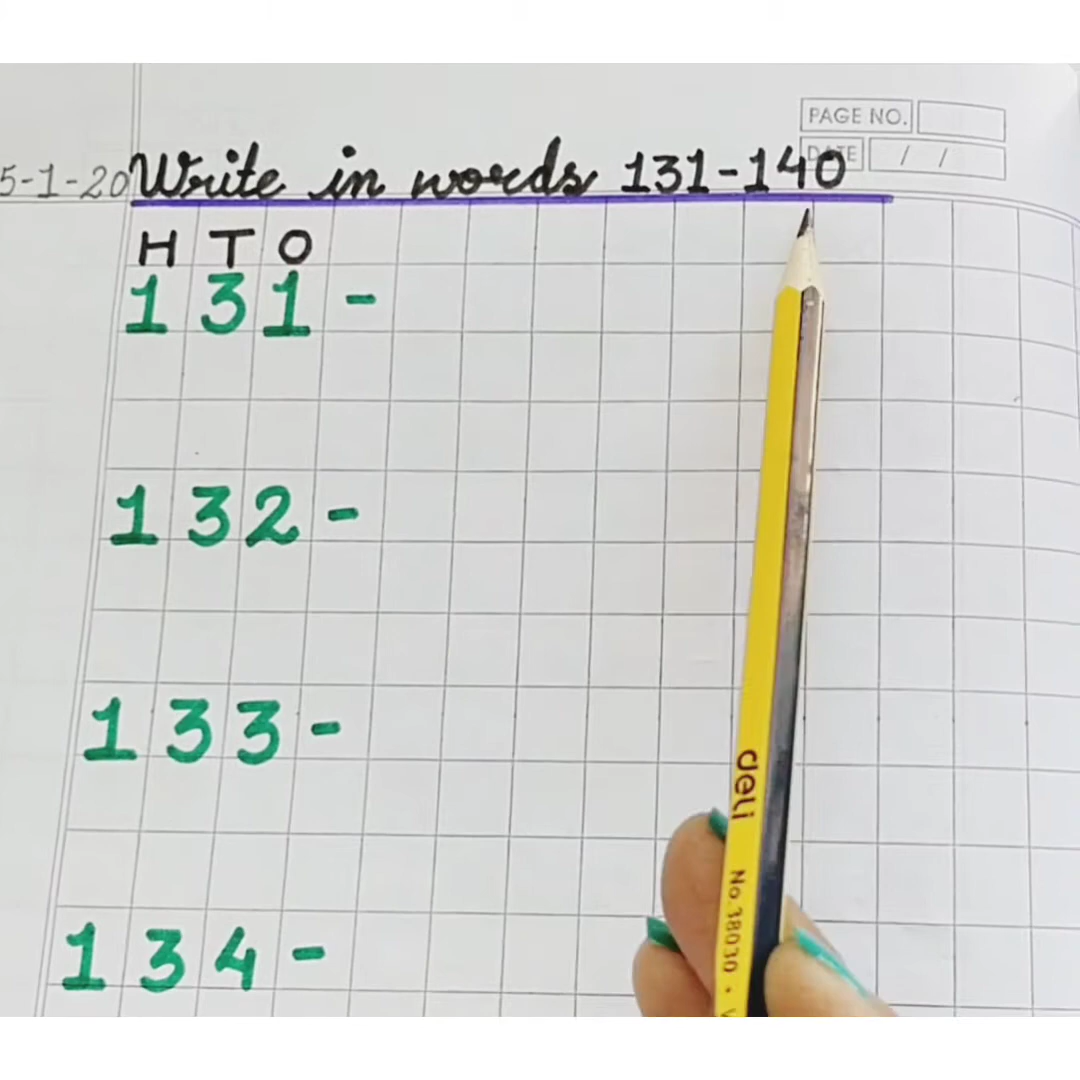 PAGE NO.
DATE / /
5-1-20 Write in words 131-140
H T O
131 -
132 -
133 -
134 -
deli No.38030